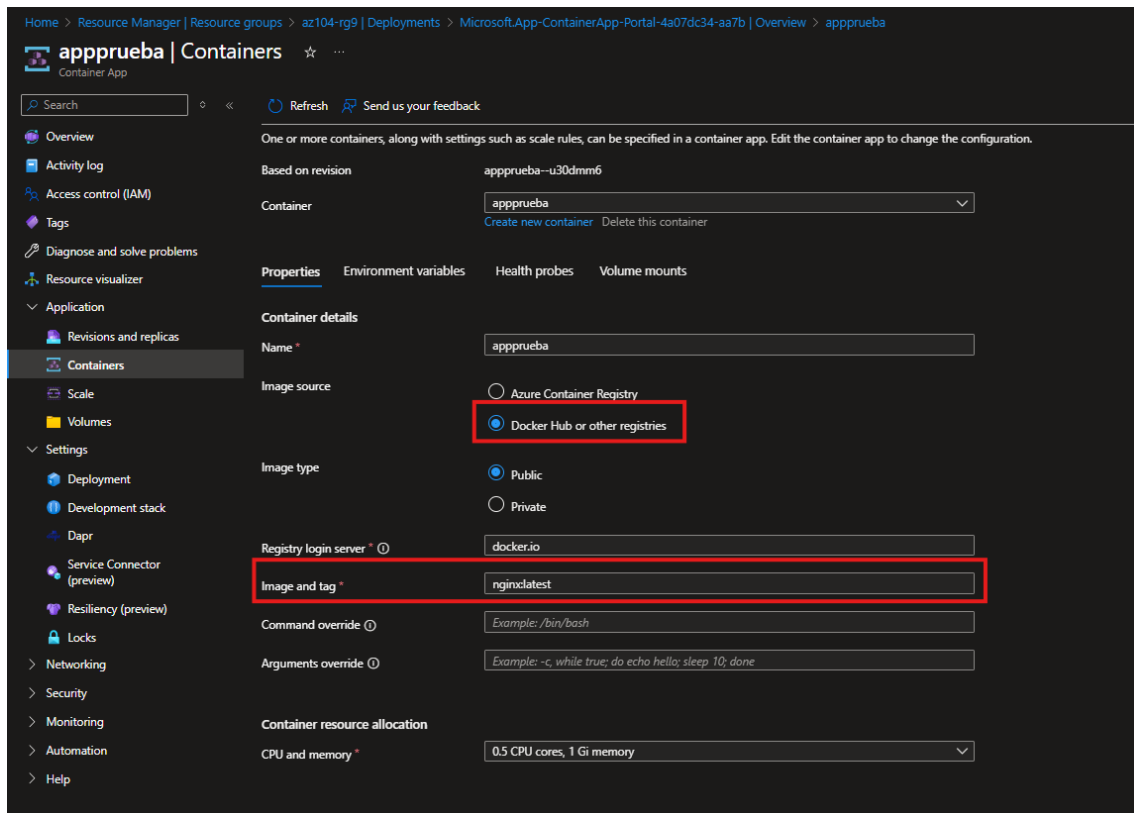 Home > Resource Manager | Resource groups > az104-rg9 | Deployments > Microsoft.App-ContainerApp-Portal-4a07dc34-aa7b | Overview > appprueba
appprueba | Containers
Container App
Search
Refresh
Send us your feedback
Overview
Activity log
Access control (IAM)
Tags
Diagnose and solve problems
Resource visualizer
Application
Revisions and replicas
Containers
Scale
Volumes
Settings
Deployment
Development stack
Dapr
Service Connector
(preview)
Resiliency (preview)
Locks
Networking
Security
Monitoring
Automation
Help
One or more containers, along with settings such as scale rules, can be specified in a container app. Edit the container app to change the configuration.
Based on revision appprueba--u30dmm6
Container appprueba
Create new container Delete this container
Properties Environment variables Health probes Volume mounts
Container details
Name * appprueba
Image source
Azure Container Registry
Docker Hub or other registries
Image type
Public
Private
Registry login server * docker.io
Image and tag * nginx:latest
Command override Example: /bin/bash
Arguments override Example: -c, while true; do echo hello; sleep 10; done
Container resource allocation
CPU and memory * 0.5 CPU cores, 1 Gi memory